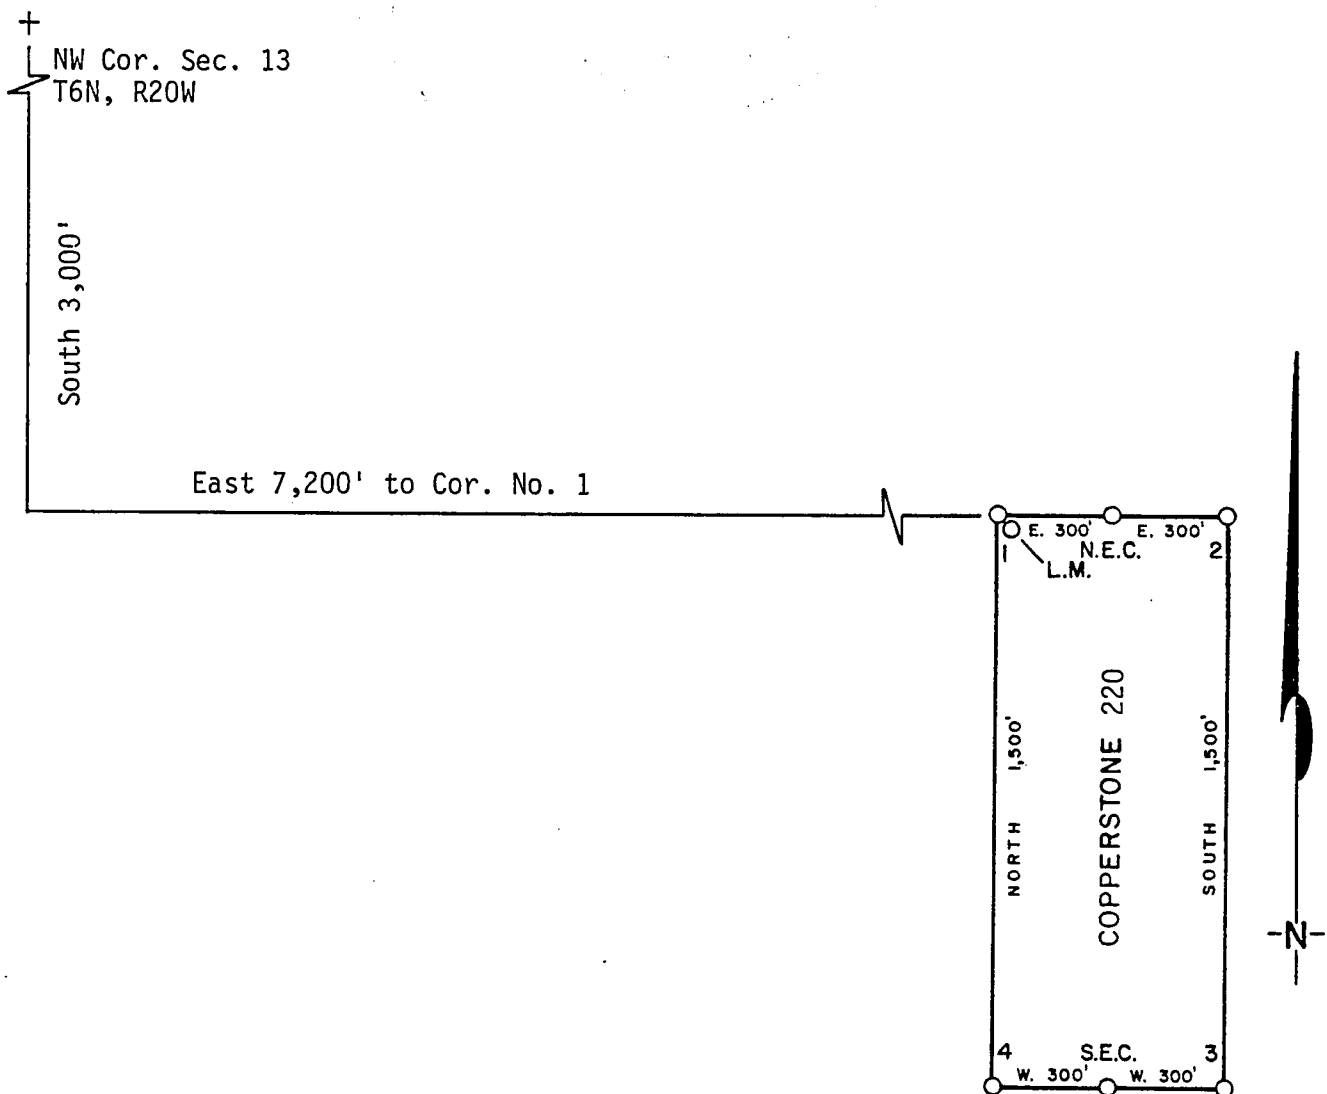 NW Cor. Sec. 13
T6N, R20W
South 3,000'
East 7,200' to Cor. No. 1
E. 300' E. 300'
1 N.E.C. 2
L.M.
NORTH 1,500'
COPPERSTONE 220
SOUTH 1,500'
-N-
4 S.E.C. 3
W. 300' W. 300'